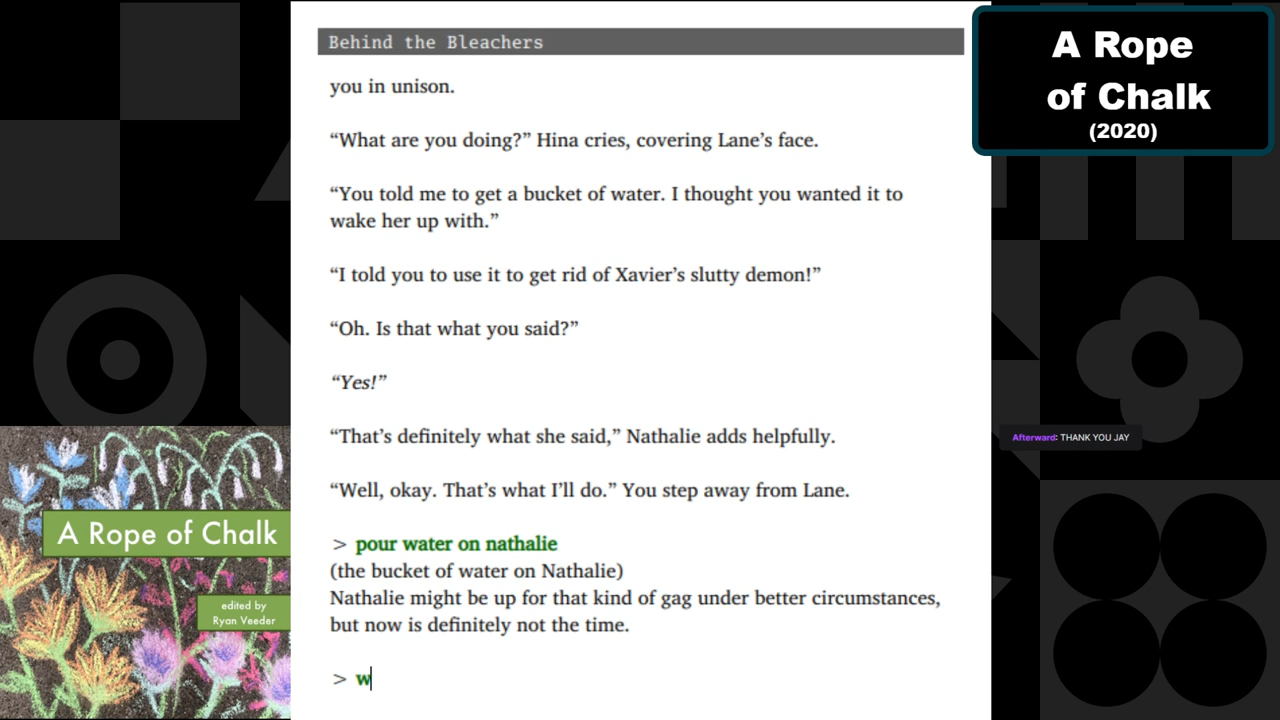 Behind the Bleachers
you in unison.
“What are you doing?” Hina cries, covering Lane’s face.
“You told me to get a bucket of water. I thought you wanted it to
wake her up with.”
“I told you to use it to get rid of Xavier’s slutty demon!”
“Oh. Is that what you said?”
“Yes!”
“That’s definitely what she said,” Nathalie adds helpfully.
“Well, okay. That’s what I’ll do.” You step away from Lane.
> pour water on nathalie
(the bucket of water on Nathalie)
Nathalie might be up for that kind of gag under better circumstances,
but now is definitely not the time.
> w
A Rope
of Chalk
(2020)
Afterward: THANK YOU JAY
A Rope of Chalk
edited by
Ryan Veeder